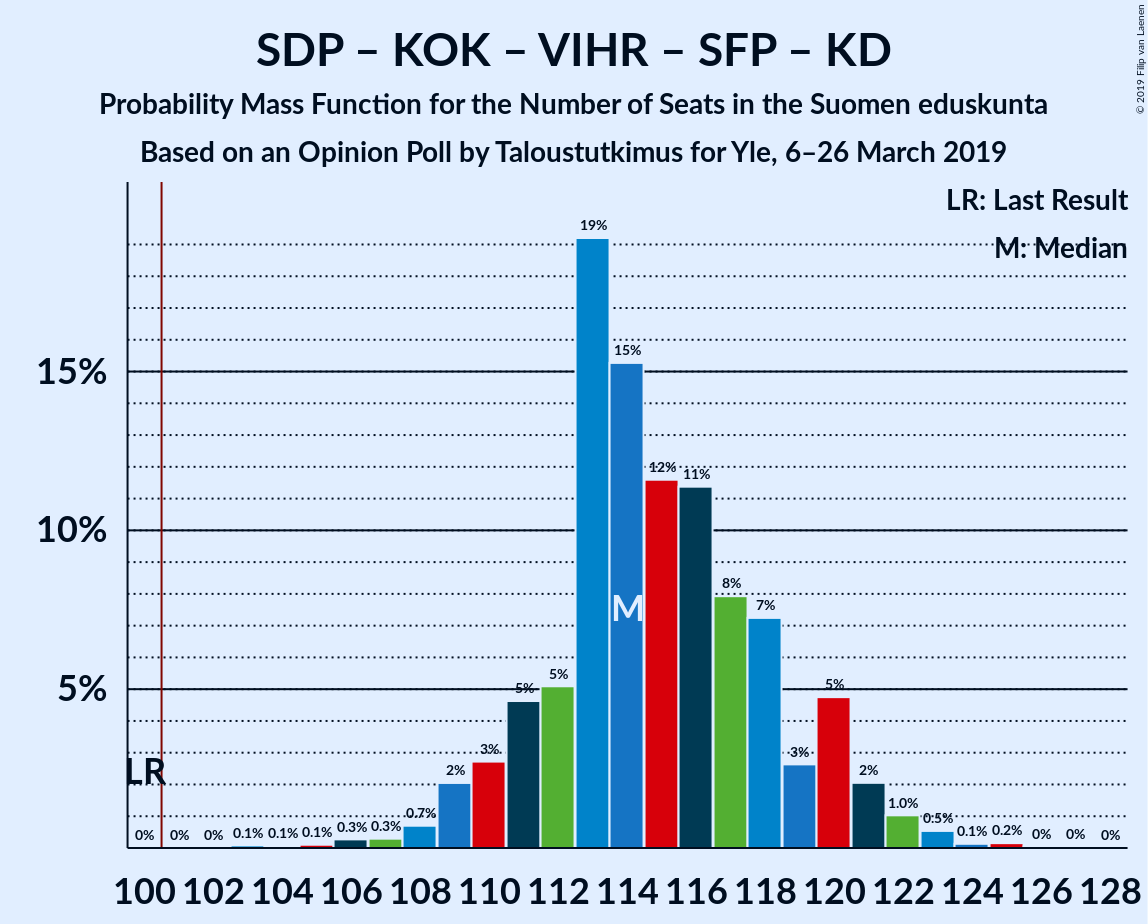 SDP – KOK – VIHR – SFP – KD
Probability Mass Function for the Number of Seats in the Suomen eduskunta
Based on an Opinion Poll by Taloustutkimus for Yle, 6–26 March 2019
© 2019 Filip van Laenen
LR: Last Result
M: Median
15%
10%
5%
LR
M
0% 0% 0% 0.1% 0.1% 0.1% 0.3% 0.3% 0.7% 2% 3% 5% 5% 19% 15% 12% 11% 8% 7% 3% 5% 2% 1.0% 0.5% 0.1% 0.2% 0% 0% 0%
100 102 104 106 108 110 112 114 116 118 120 122 124 126 128